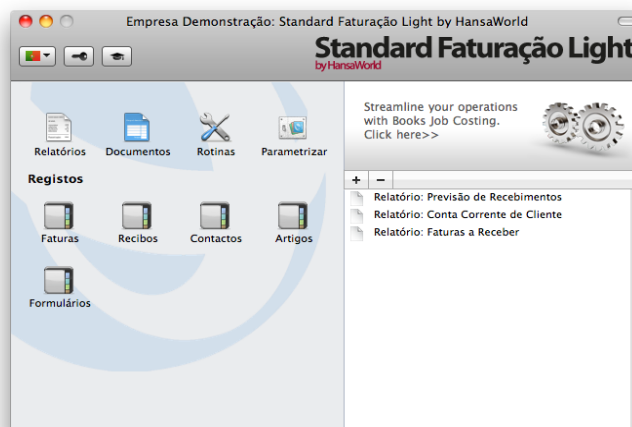 Empresa Demonstração: Standard Faturação Light by HansaWorld
Standard Faturação Light
by HansaWorld
Relatórios Documentos Rotinas Parametrizar
Registos
Faturas Recibos Contactos Artigos
Formulários
Streamline your operations
with Books Job Costing.
Click here>>
+ −
Relatório: Previsão de Recebimentos
Relatório: Conta Corrente de Cliente
Relatório: Faturas a Receber